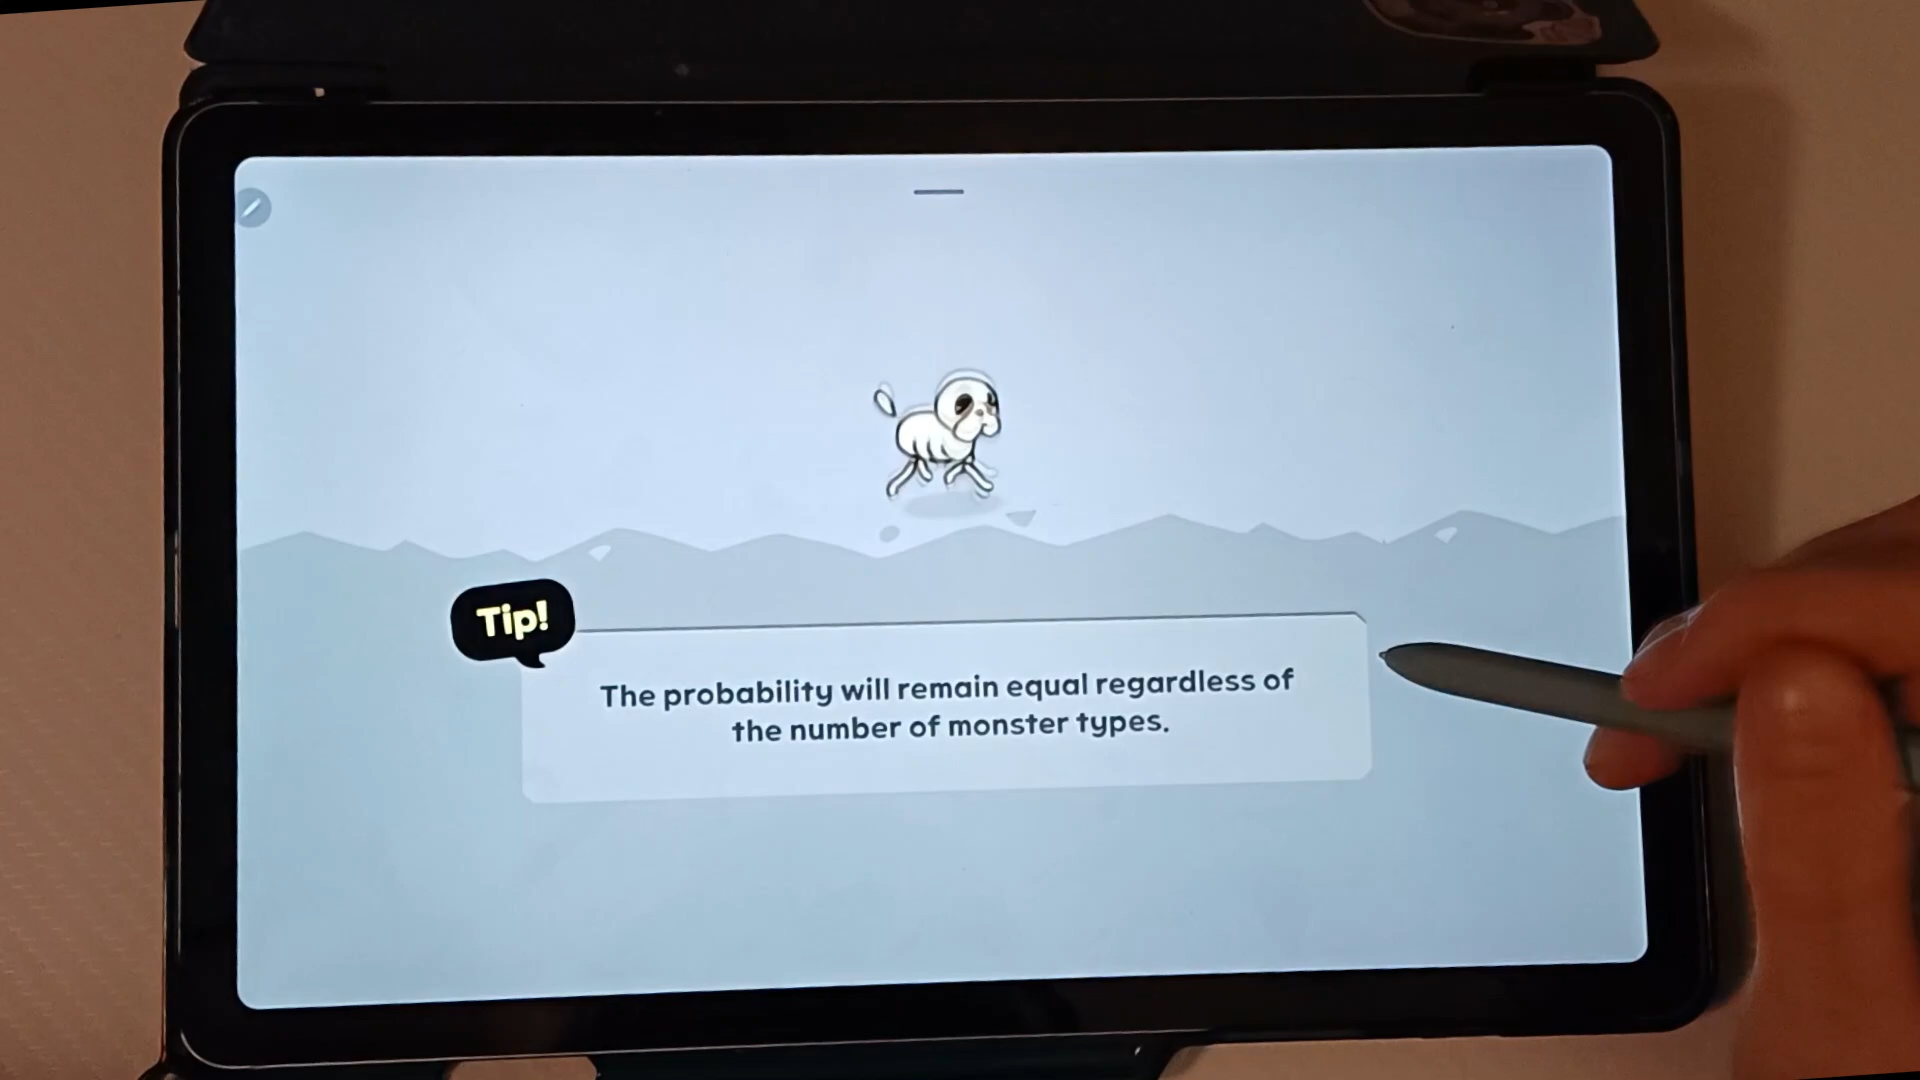 Tip!
The probability will remain equal regardless of
the number of monster types.